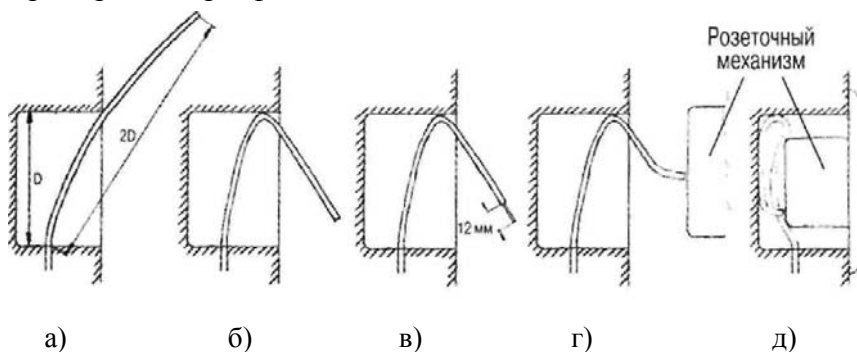 Розеточный
механизм
D
2D
12 мм
а)
б)
в)
г)
д)